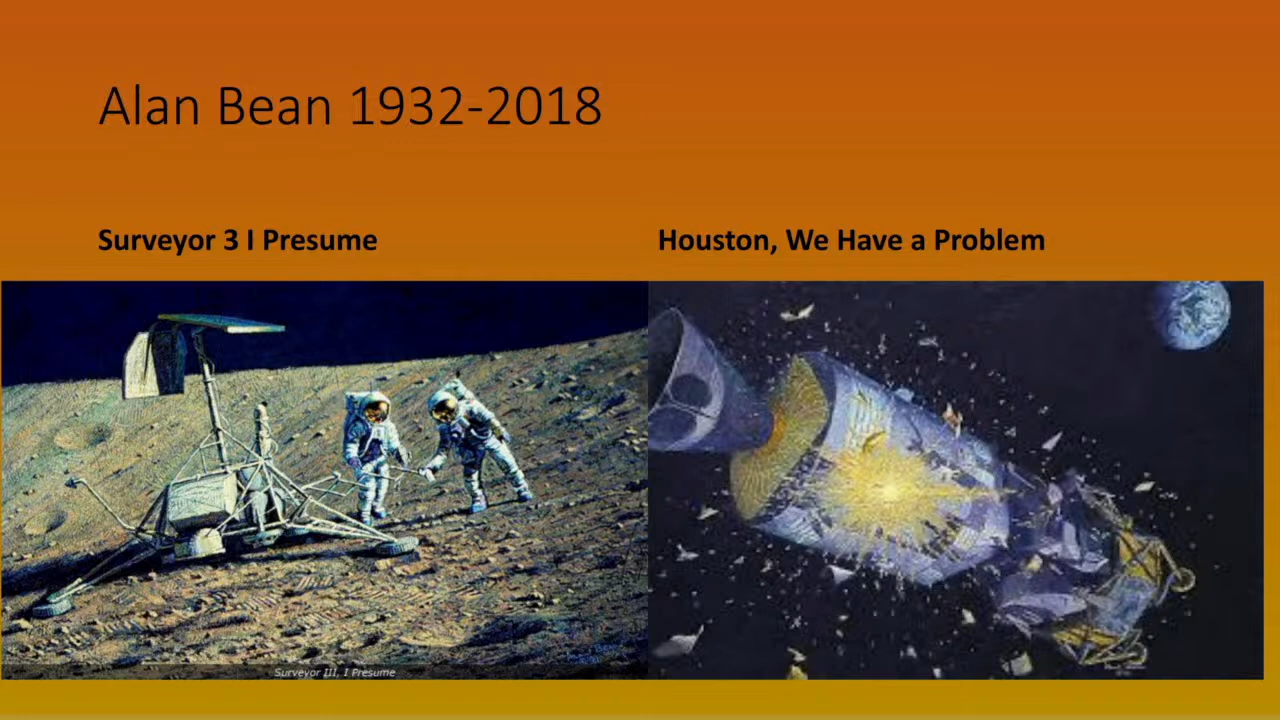 Alan Bean 1932-2018
Surveyor 3 I Presume
Houston, We Have a Problem
Surveyor III, I Presume